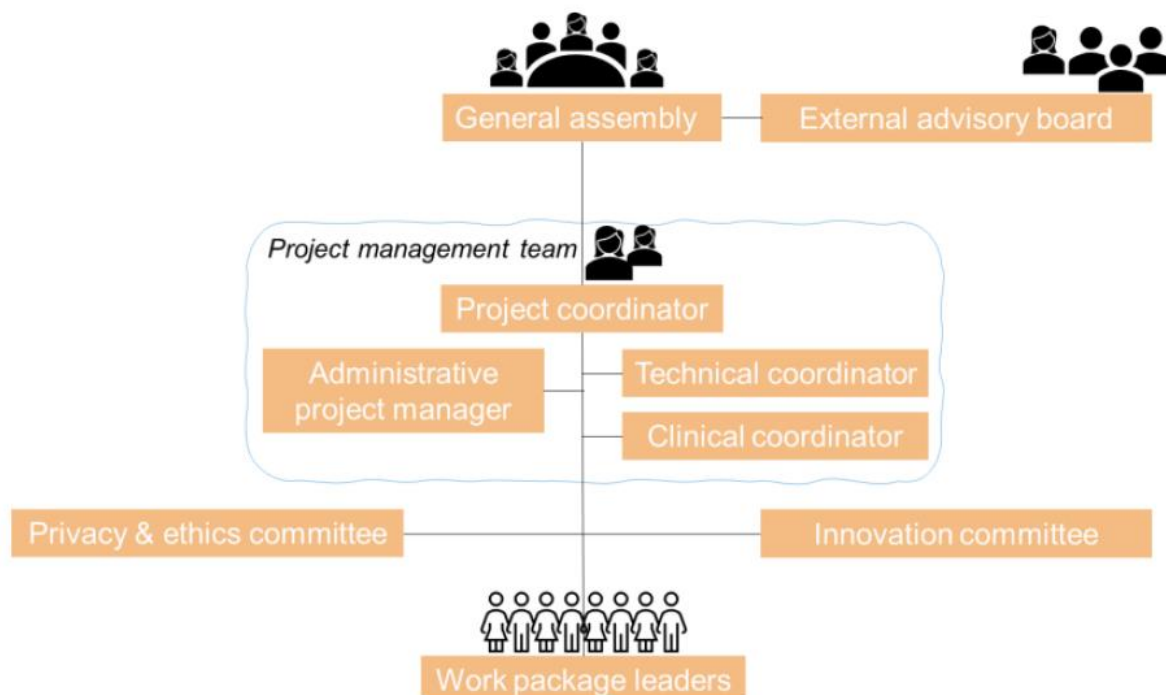 General assembly
External advisory board
Project management team
Project coordinator
Administrative
project manager
Technical coordinator
Clinical coordinator
Privacy & ethics committee
Innovation committee
Work package leaders